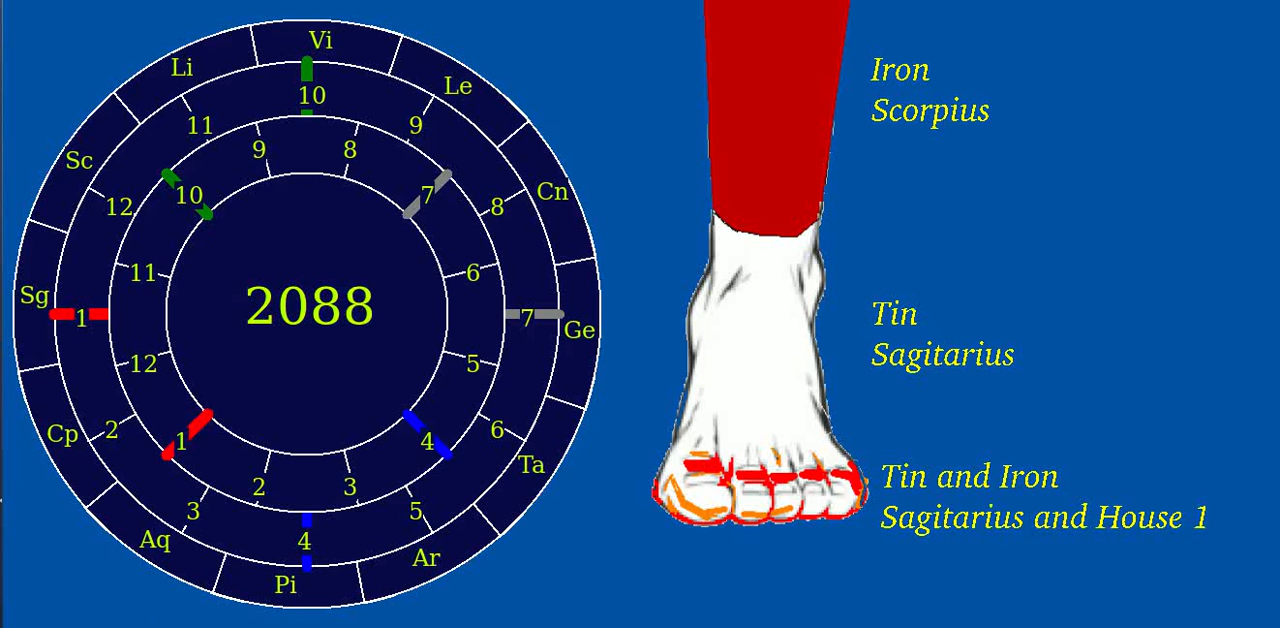 Vi
Li
Le
10
11
9
9
8
Sc
Cn
10
7
12
8
11
6
Sg
1
2088
7
Ge
12
5
Cp
2
1
4
6
Ta
2
3
3
5
4
Aq
Ar
Pi
Iron
Scorpius
Tin
Sagitarius
Tin and Iron
Sagitarius and House 1